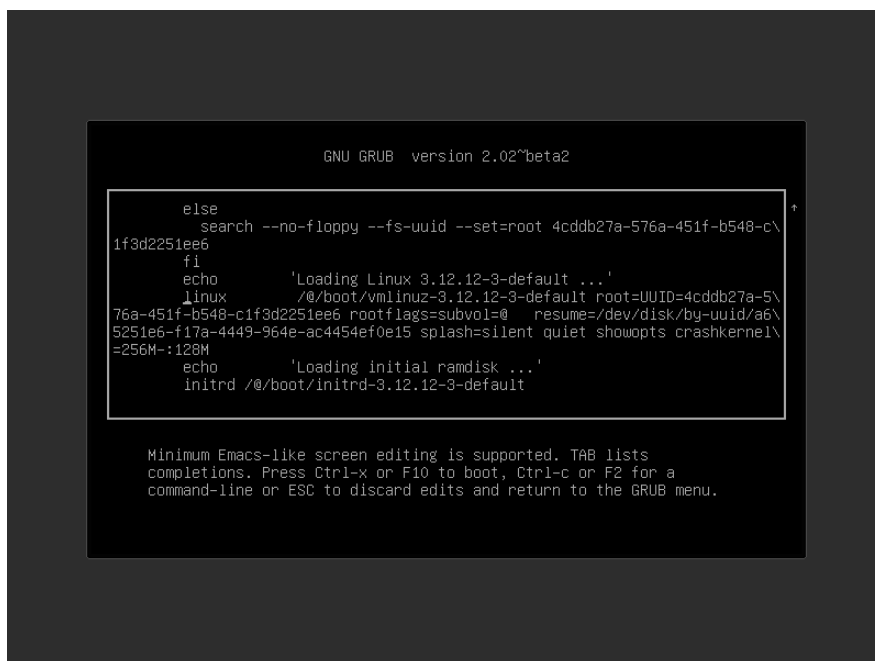 GNU GRUB  version 2.02~beta2
else
search --no-floppy --fs-uuid --set=root 4cddb27a-576a-451f-b548-c\
1f3d2251ee6
fi
echo        'Loading Linux 3.12.12-3-default ...'
linux        /@/boot/vmlinuz-3.12.12-3-default root=UUID=4cddb27a-5\
76a-451f-b548-c1f3d2251ee6 rootflags=subvol=@   resume=/dev/disk/by-uuid/a6\
5251e6-f17a-4449-964e-ac4454ef0e15 splash=silent quiet showopts crashkernel\
=256M-:128M
echo        'Loading initial ramdisk ...'
initrd /@/boot/initrd-3.12.12-3-default
Minimum Emacs-like screen editing is supported. TAB lists
completions. Press Ctrl-x or F10 to boot, Ctrl-c or F2 for a
command-line or ESC to discard edits and return to the GRUB menu.